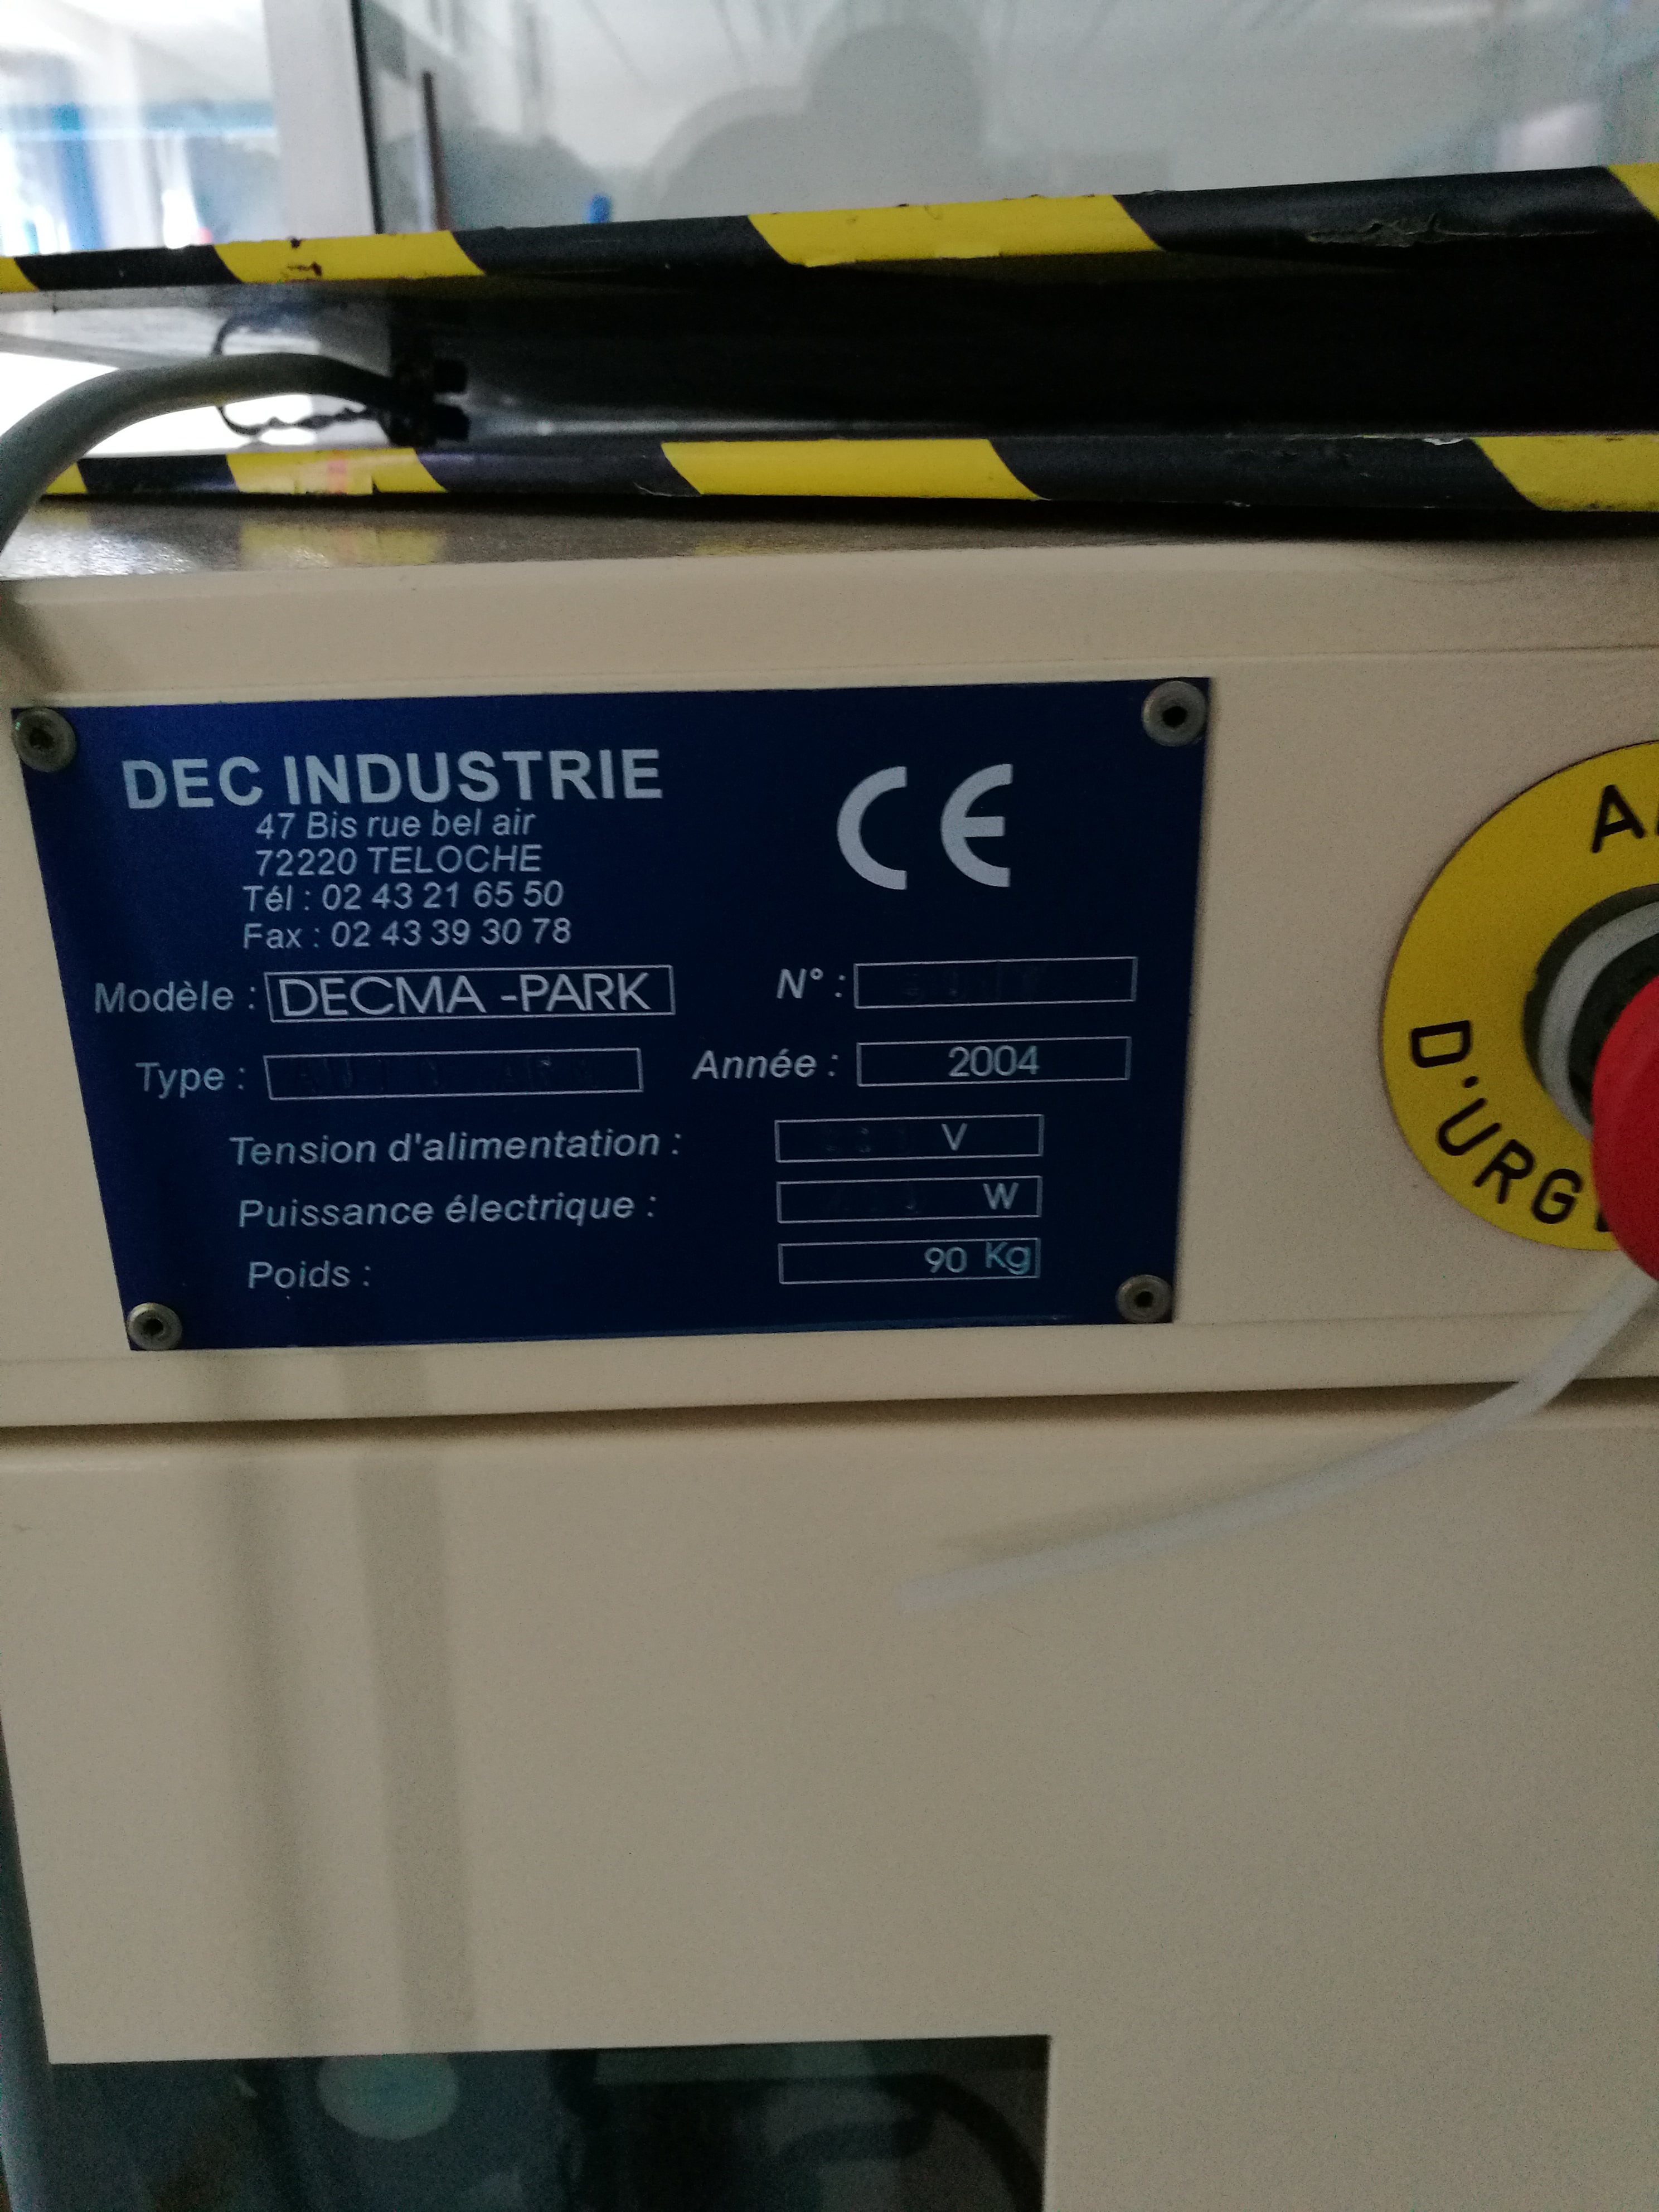 DEC INDUSTRIE
47 Bis rue bel air
72220 TELOCHE
Tél : 02 43 21 65 50
Fax : 02 43 39 30 78
CE
Modèle : DECMA -PARK
N° :
Type :
Année : 2004
Tension d'alimentation : V
Puissance électrique : W
Poids : 90 Kg